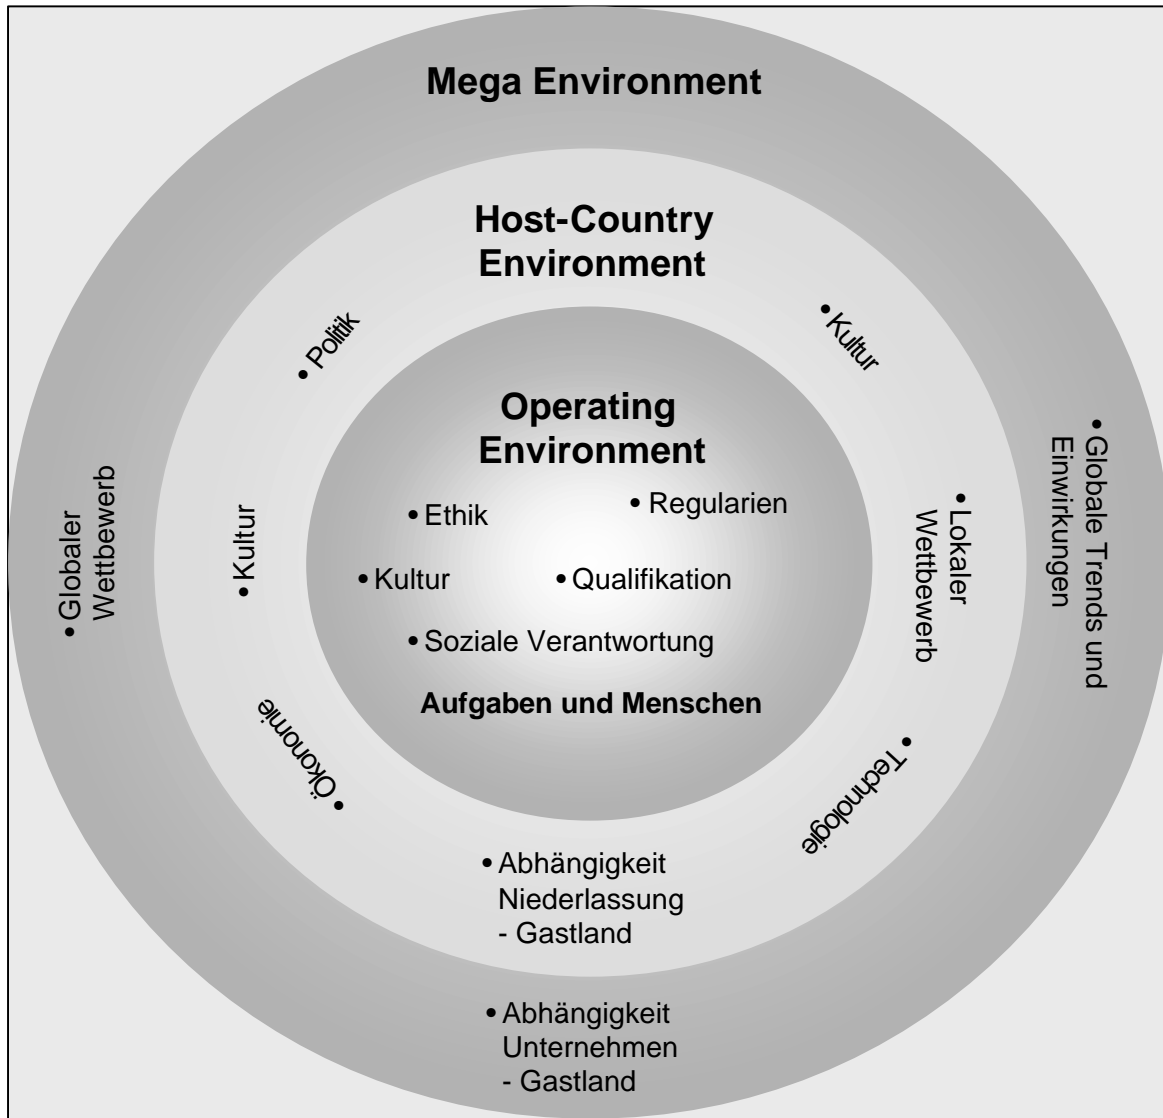 Mega Environment
Host-Country
Environment
• Politik
• Kultur
Operating
Environment
• Ethik
• Regularien
• Kultur
• Qualifikation
• Soziale Verantwortung
Aufgaben und Menschen
• Globaler
Wettbewerb
• Kultur
• Lokaler
Wettbewerb
• Globale Trends und
Einwirkungen
• Ökonomie
• Technologie
• Abhängigkeit
Niederlassung
- Gastland
• Abhängigkeit
Unternehmen
- Gastland